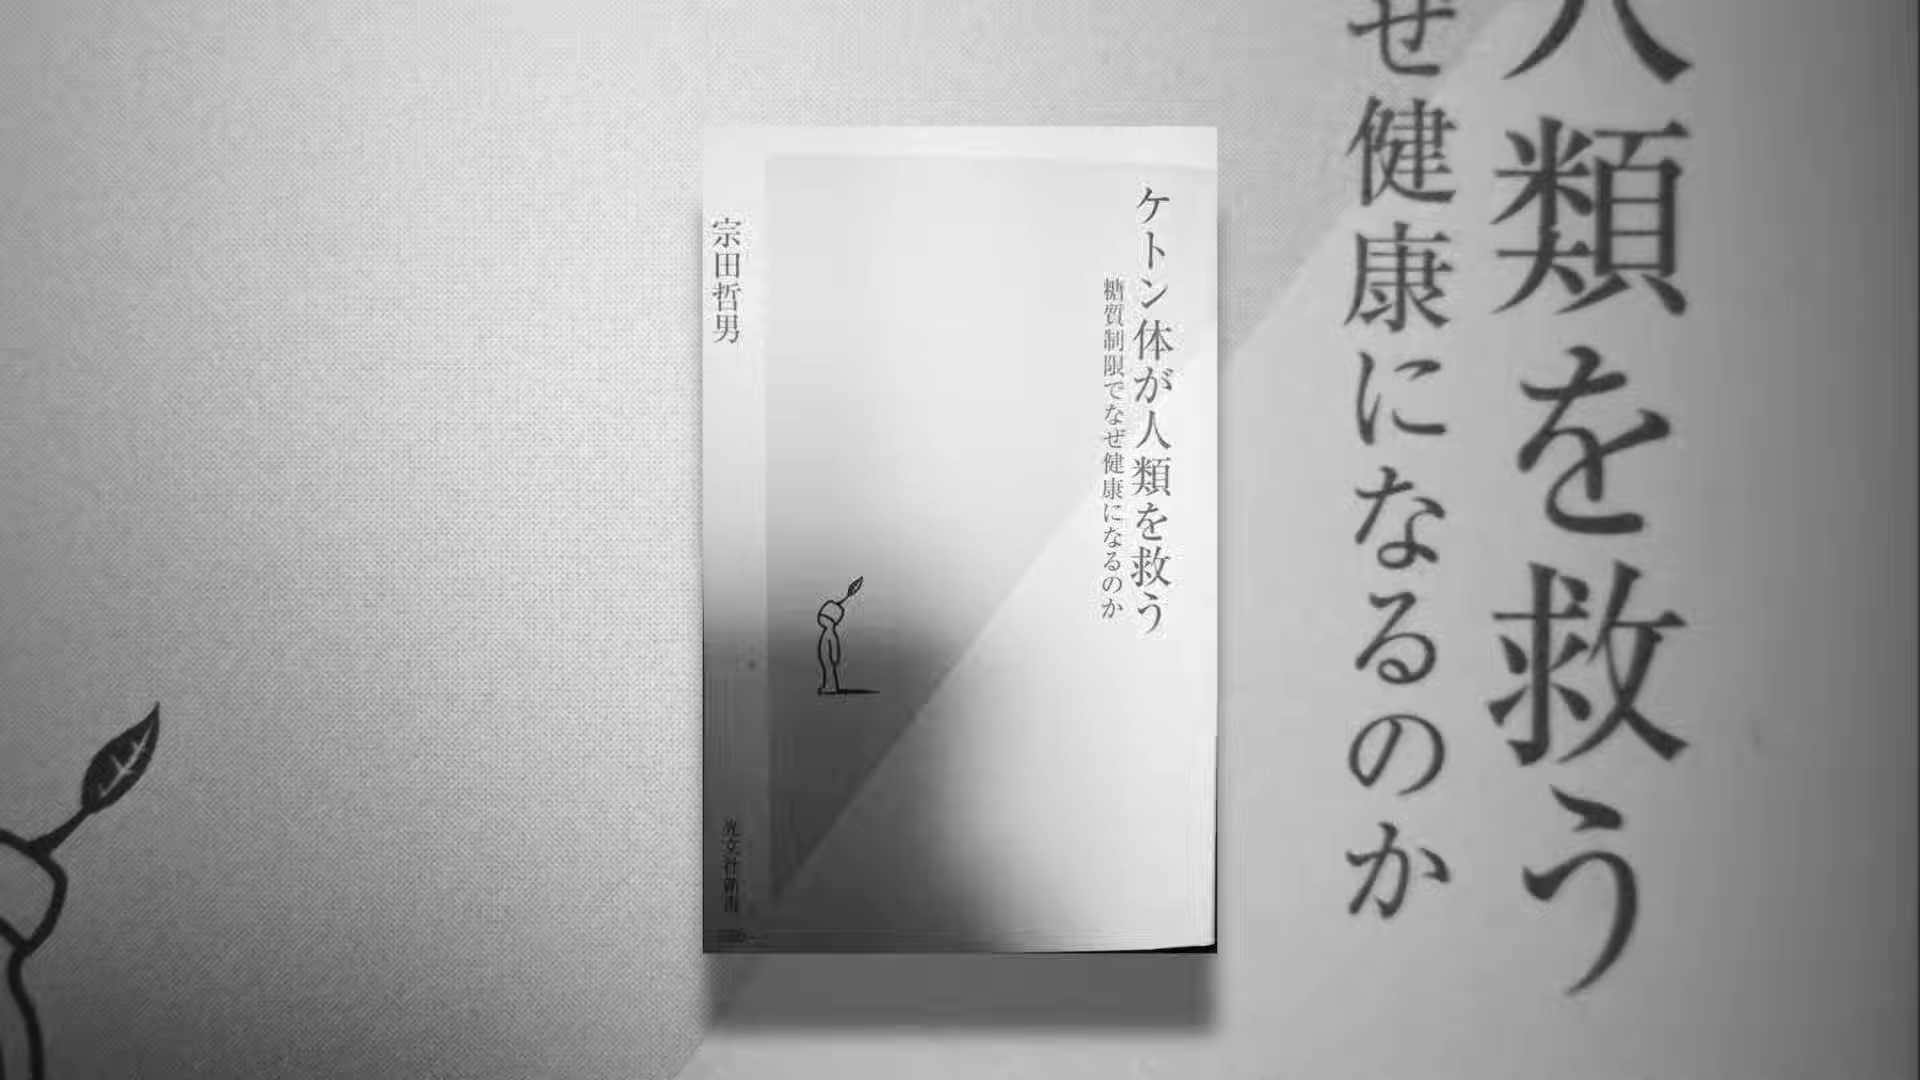 ケトン体が人類を救う
糖質制限でなぜ健康になるのか
宗田哲男
光文社新書
人類を救う
ぜ健康になるのか